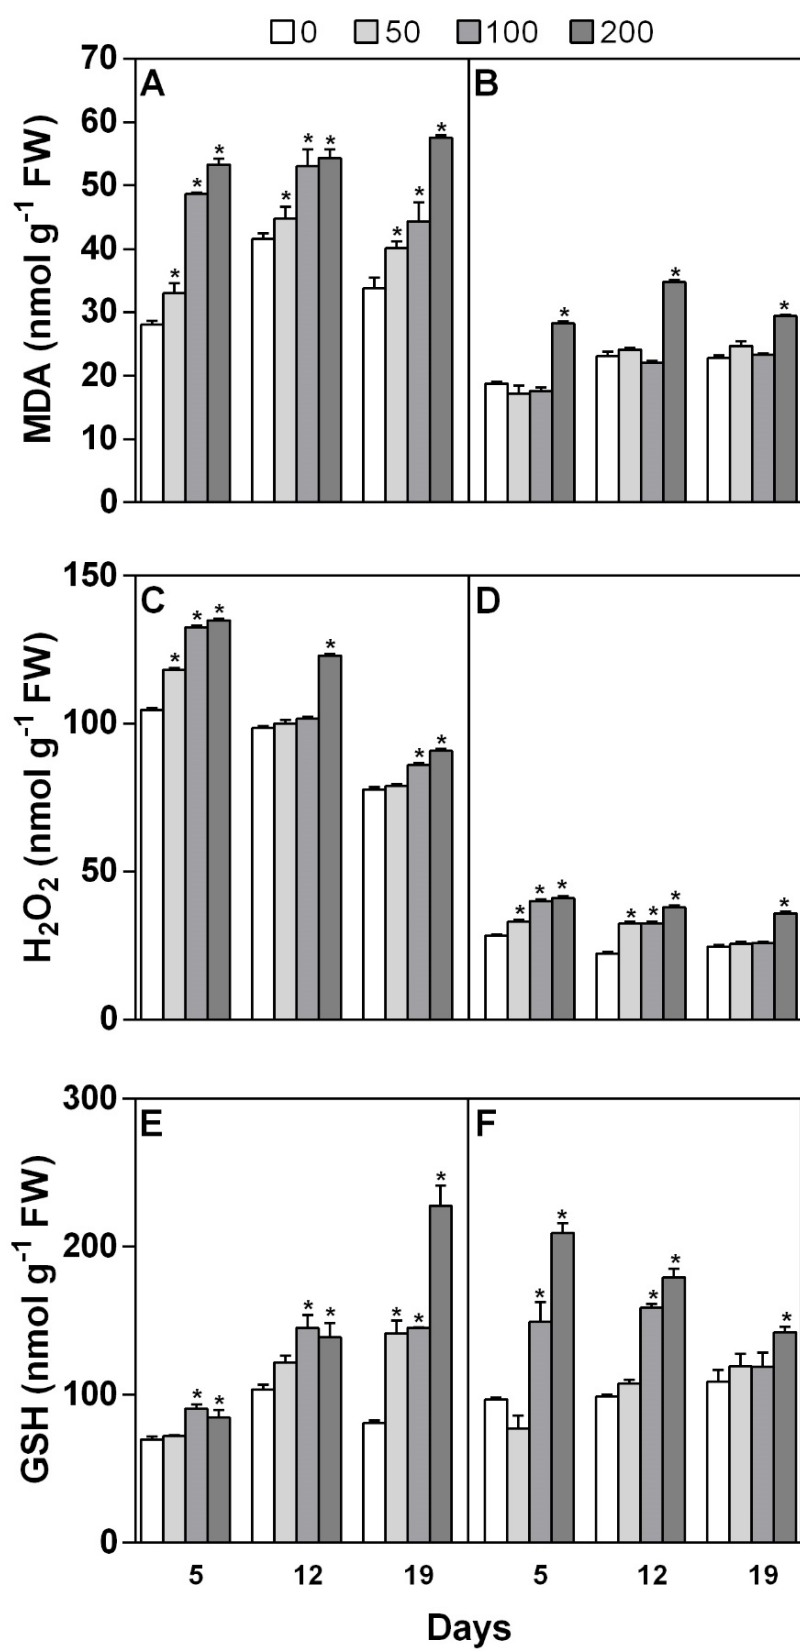 0 50 100 200
A B
70
60
50
40
30
20
10
0
MDA (nmol g⁻¹ FW)
* * * * * * * * * * * *
C D
150
100
50
0
H₂O₂ (nmol g⁻¹ FW)
* * * * * * * * * * * * *
E F
300
200
100
0
GSH (nmol g⁻¹ FW)
* * * * * * * * * * * *
5 12 19 5 12 19
Days